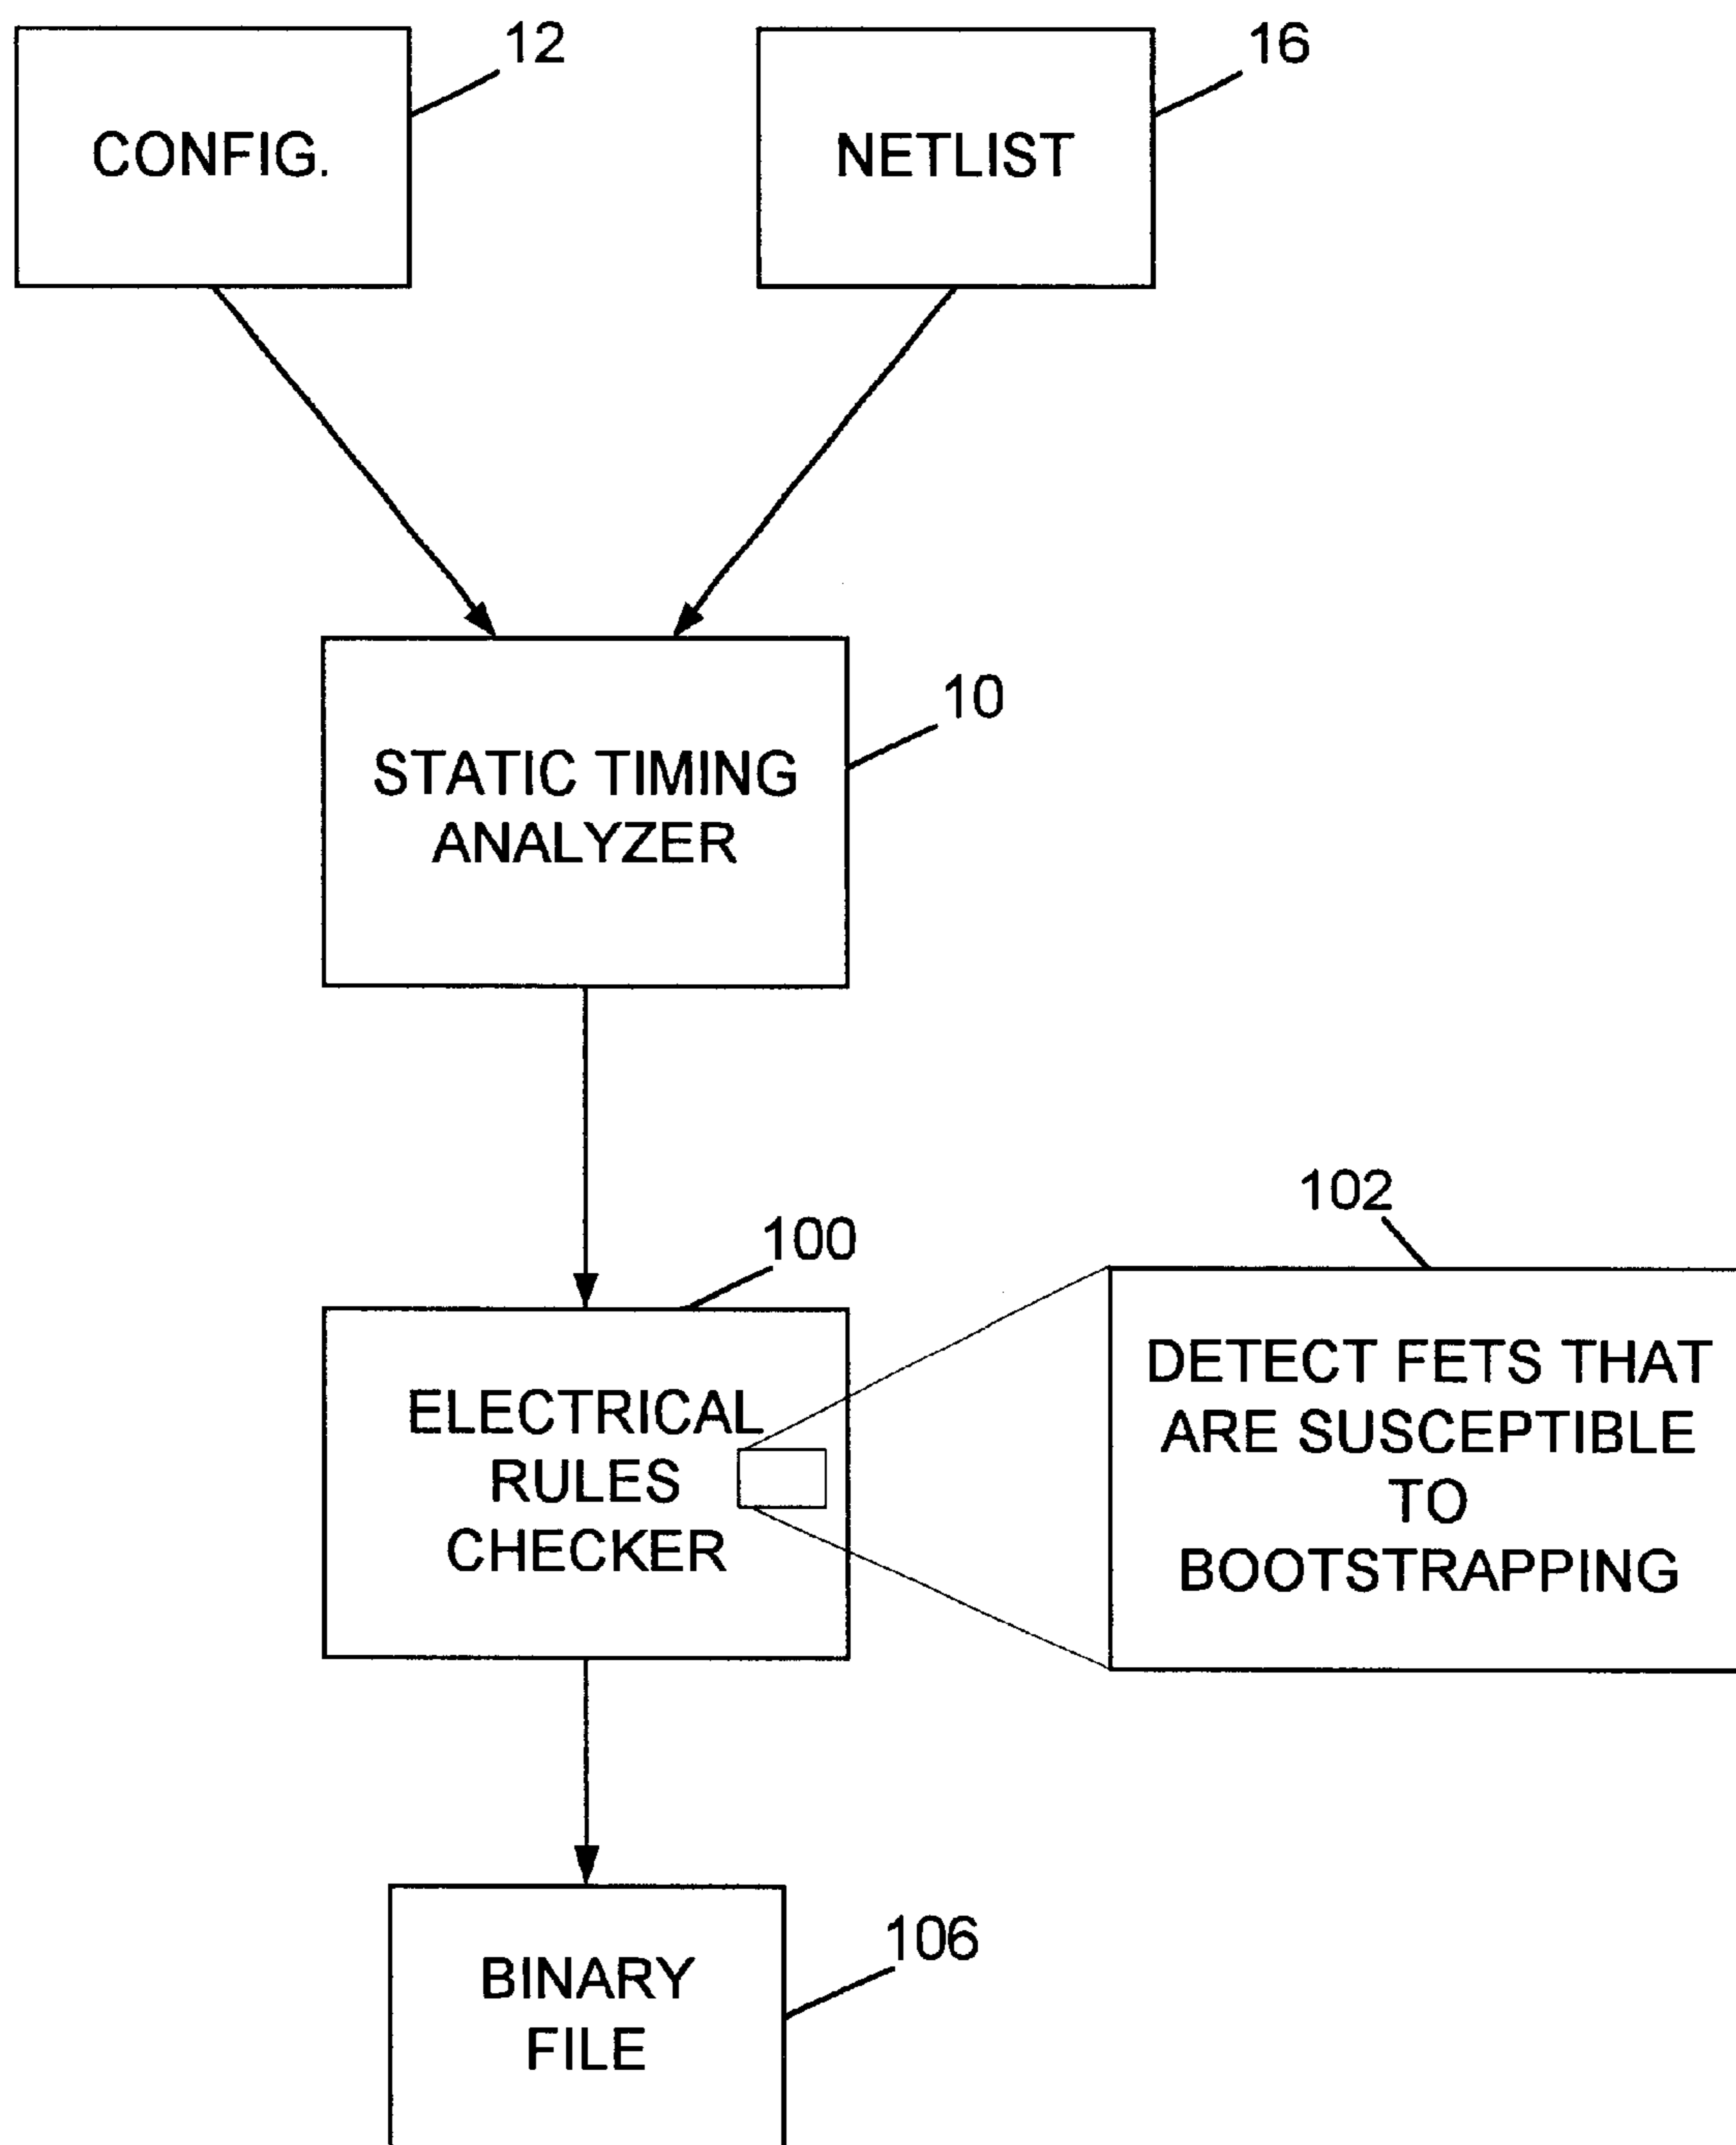 12
16
CONFIG.
NETLIST
10
STATIC TIMING
ANALYZER
102
100
DETECT FETS THAT
ARE SUSCEPTIBLE
TO
BOOTSTRAPPING
ELECTRICAL
RULES
CHECKER
106
BINARY
FILE